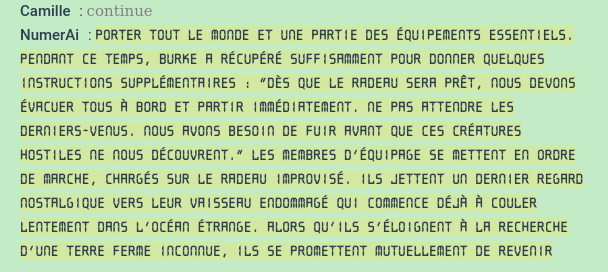 Camille : continue
NumerAi : PORTER TOUT LE MONDE ET UNE PARTIE DES ÉQUIPEMENTS ESSENTIELS.
PENDANT CE TEMPS, BURKE A RÉCUPÉRÉ SUFFISAMMENT POUR DONNER QUELQUES
INSTRUCTIONS SUPPLÉMENTAIRES : "DÈS QUE LE RADEAU SERA PRÊT, NOUS DEVONS
ÉVACUER TOUS À BORD ET PARTIR IMMÉDIATEMENT. NE PAS ATTENDRE LES
DERNIERS-VENUS. NOUS AVONS BESOIN DE FUIR AVANT QUE CES CRÉATURES
HOSTILES NE NOUS DÉCOUVRENT." LES MEMBRES D'ÉQUIPAGE SE METTENT EN ORDRE
DE MARCHE, CHARGÉS SUR LE RADEAU IMPROVISÉ. ILS JETTENT UN DERNIER REGARD
NOSTALGIQUE VERS LEUR VAISSEAU ENDOMMAGÉ QUI COMMENCE DÉJÀ À COULER
LENTEMENT DANS L'OCÉAN ÉTRANGE. ALORS QU'ILS S'ÉLOIGNENT À LA RECHERCHE
D'UNE TERRE FERME INCONNUE, ILS SE PROMETTENT MUTUELLEMENT DE REVENIR